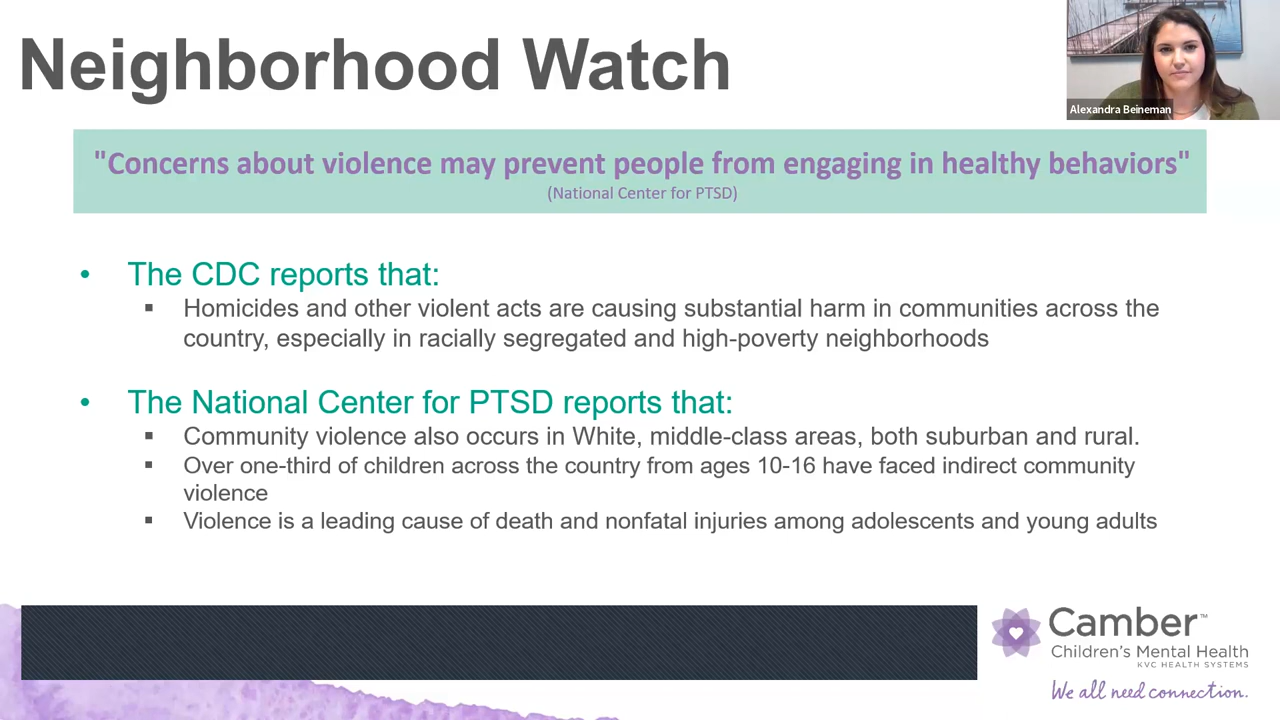 Neighborhood Watch
Alexandra Beineman
"Concerns about violence may prevent people from engaging in healthy behaviors"
(National Center for PTSD)
• The CDC reports that:
▪ Homicides and other violent acts are causing substantial harm in communities across the
country, especially in racially segregated and high-poverty neighborhoods
• The National Center for PTSD reports that:
▪ Community violence also occurs in White, middle-class areas, both suburban and rural.
▪ Over one-third of children across the country from ages 10-16 have faced indirect community
violence
▪ Violence is a leading cause of death and nonfatal injuries among adolescents and young adults
Camber™
Children's Mental Health
KVC HEALTH SYSTEMS
We all need connection.